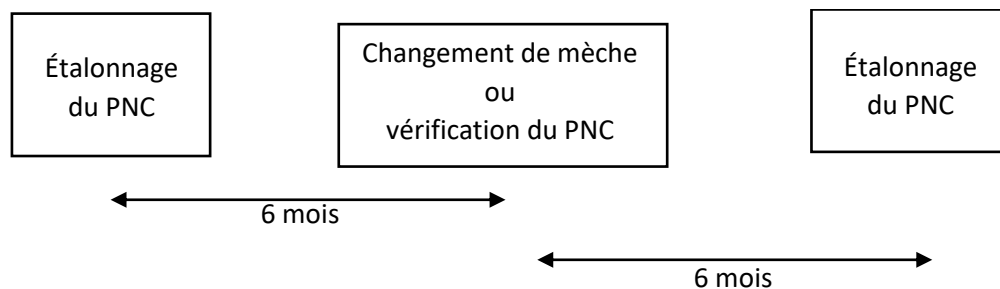 Étalonnage
du PNC
Changement de mèche
ou
vérification du PNC
Étalonnage
du PNC
6 mois
6 mois